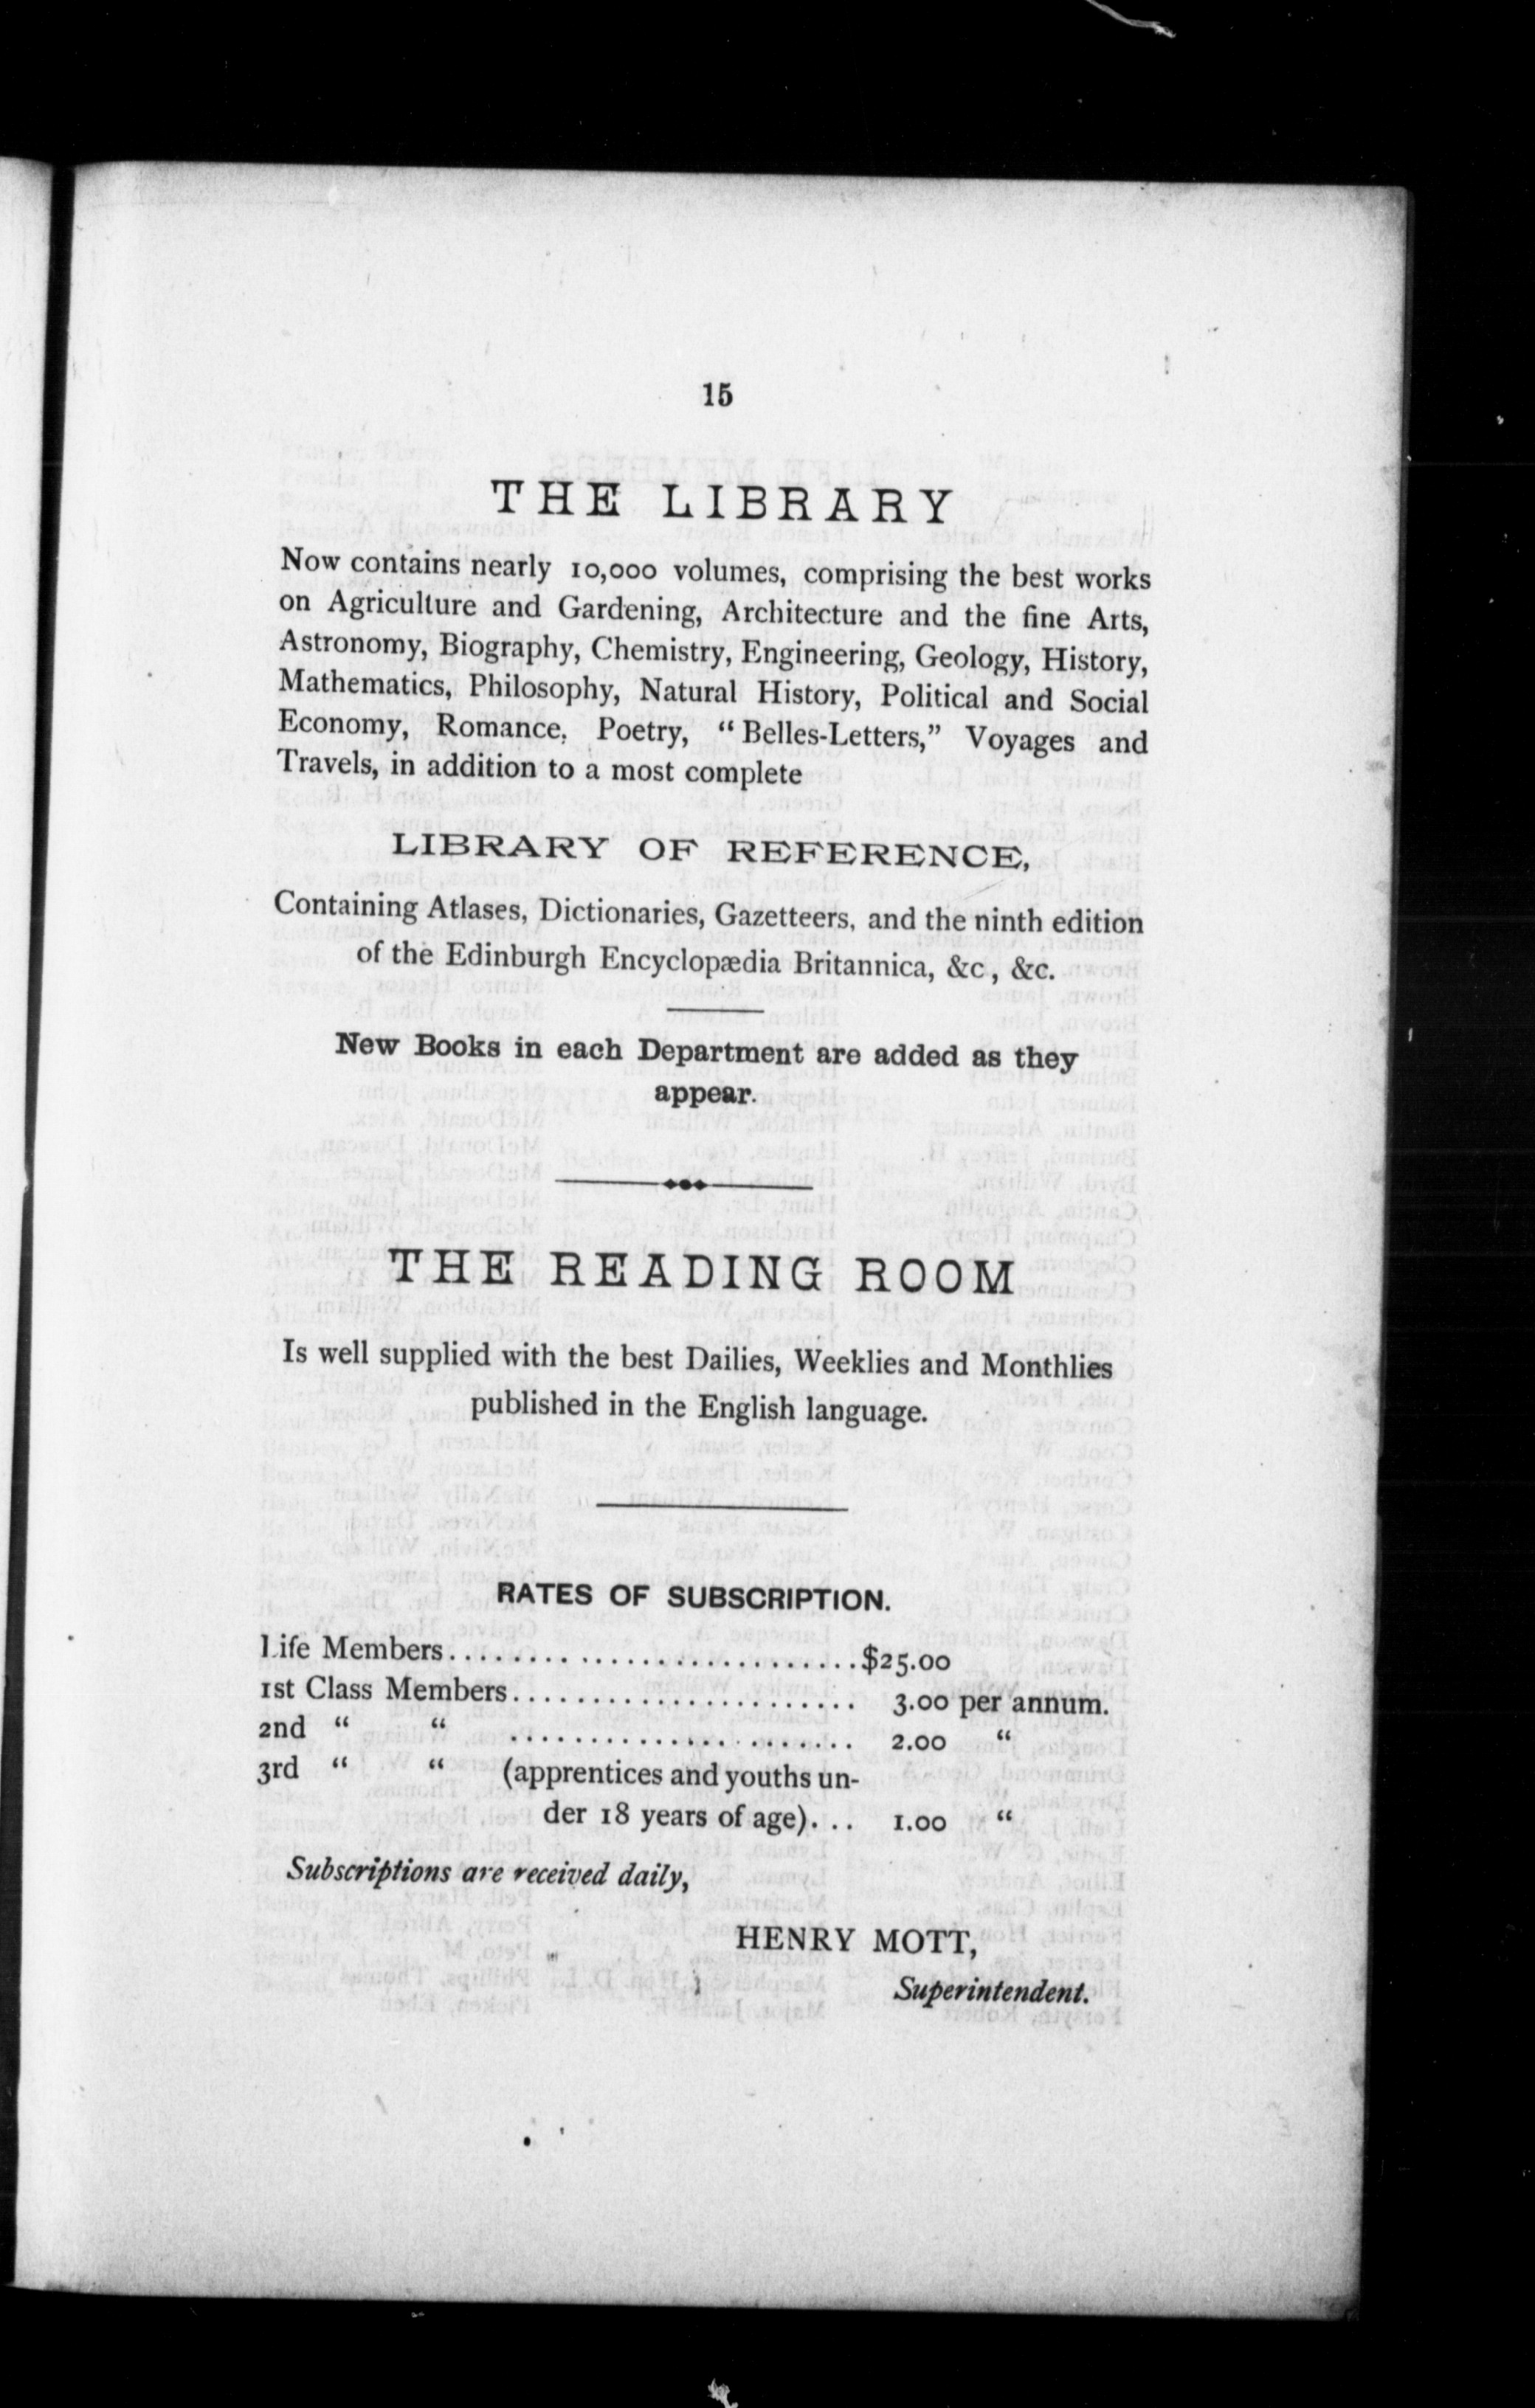 15
THE LIBRARY
Now contains nearly 10,000 volumes, comprising the best works
on Agriculture and Gardening, Architecture and the fine Arts,
Astronomy, Biography, Chemistry, Engineering, Geology, History,
Mathematics, Philosophy, Natural History, Political and Social
Economy, Romance, Poetry, “Belles-Letters,” Voyages and
Travels, in addition to a most complete
LIBRARY OF REFERENCE,
Containing Atlases, Dictionaries, Gazetteers, and the ninth edition
of the Edinburgh Encyclopædia Britannica, &c, &c.
New Books in each Department are added as they
appear.
THE READING ROOM
Is well supplied with the best Dailies, Weeklies and Monthlies
published in the English language.
RATES OF SUBSCRIPTION.
Life Members..........................$25.00
1st Class Members...................... 3.00 per annum.
2nd “ “ ...................... 2.00 “
3rd “ “ (apprentices and youths un-
der 18 years of age)... 1.00 “
Subscriptions are received daily,
HENRY MOTT,
Superintendent.